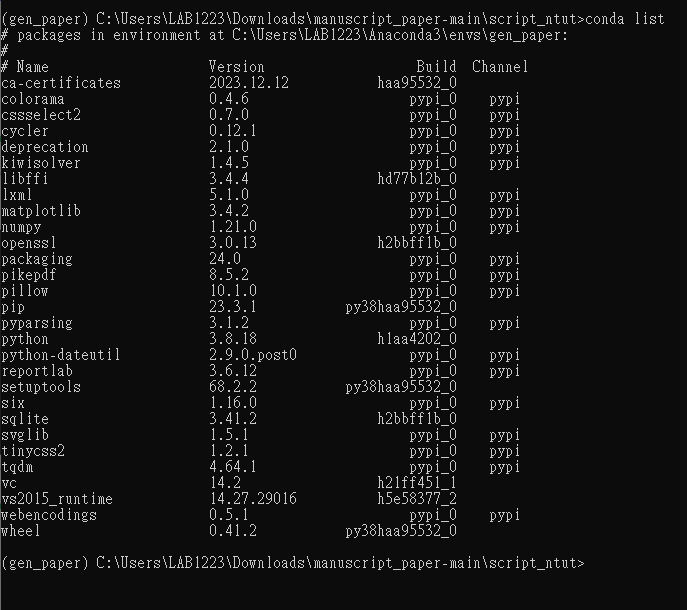 (gen_paper) C:\Users\LAB1223\Downloads\manuscript_paper-main\script_ntut>conda list
# packages in environment at C:\Users\LAB1223\Anaconda3\envs\gen_paper:
#
# Name                    Version                   Build  Channel
ca-certificates           2023.12.12           haa95532_0
colorama                  0.4.6                    pypi_0    pypi
cssselect2                0.7.0                    pypi_0    pypi
cycler                    0.12.1                   pypi_0    pypi
deprecation               2.1.0                    pypi_0    pypi
kiwisolver                1.4.5                    pypi_0    pypi
libffi                    3.4.4                hd77b12b_0
lxml                      5.1.0                    pypi_0    pypi
matplotlib                3.4.2                    pypi_0    pypi
numpy                     1.21.0                   pypi_0    pypi
openssl                   3.0.13               h2bbff1b_0
packaging                 24.0                     pypi_0    pypi
pikepdf                   8.5.2                    pypi_0    pypi
pillow                    10.1.0                   pypi_0    pypi
pip                       23.3.1           py38haa95532_0
pyparsing                 3.1.2                    pypi_0    pypi
python                    3.8.18               h1aa4202_0
python-dateutil           2.9.0.post0              pypi_0    pypi
reportlab                 3.6.12                   pypi_0    pypi
setuptools                68.2.2           py38haa95532_0
six                       1.16.0                   pypi_0    pypi
sqlite                    3.41.2               h2bbff1b_0
svglib                    1.5.1                    pypi_0    pypi
tinycss2                  1.2.1                    pypi_0    pypi
tqdm                      4.64.1                   pypi_0    pypi
vc                        14.2                 h21ff451_1
vs2015_runtime            14.27.29016          h5e58377_2
webencodings              0.5.1                    pypi_0    pypi
wheel                     0.41.2           py38haa95532_0
(gen_paper) C:\Users\LAB1223\Downloads\manuscript_paper-main\script_ntut>